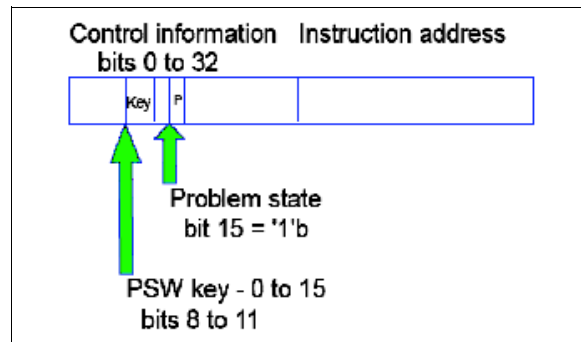 Control information Instruction address
bits 0 to 32
Key P
Problem state
bit 15 = '1'b
PSW key - 0 to 15
bits 8 to 11